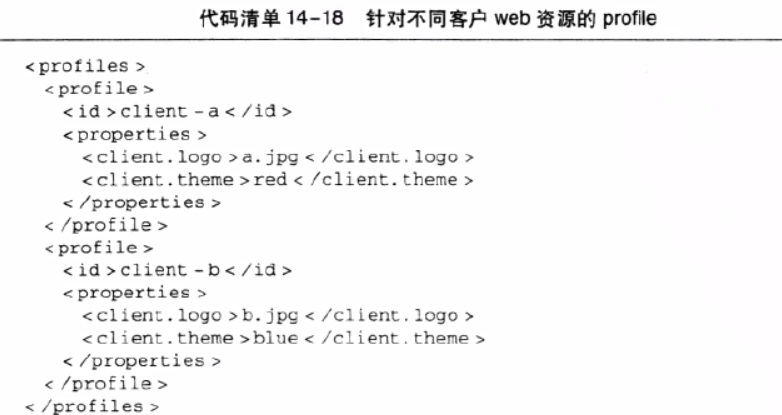 代码清单 14-18 针对不同客户 web 资源的 profile
<profiles>
<profile>
<id>client-a</id>
<properties>
<client.logo>a.jpg</client.logo>
<client.theme>red</client.theme>
</properties>
</profile>
<profile>
<id>client-b</id>
<properties>
<client.logo>b.jpg</client.logo>
<client.theme>blue</client.theme>
</properties>
</profile>
</profiles>